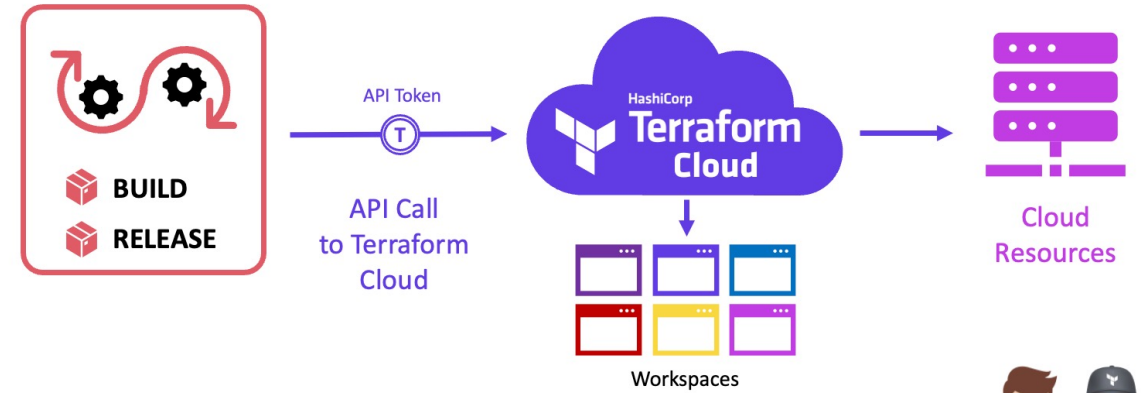 BUILD
RELEASE
API Token
T
API Call
to Terraform
Cloud
HashiCorp
Terraform
Cloud
Workspaces
Cloud
Resources